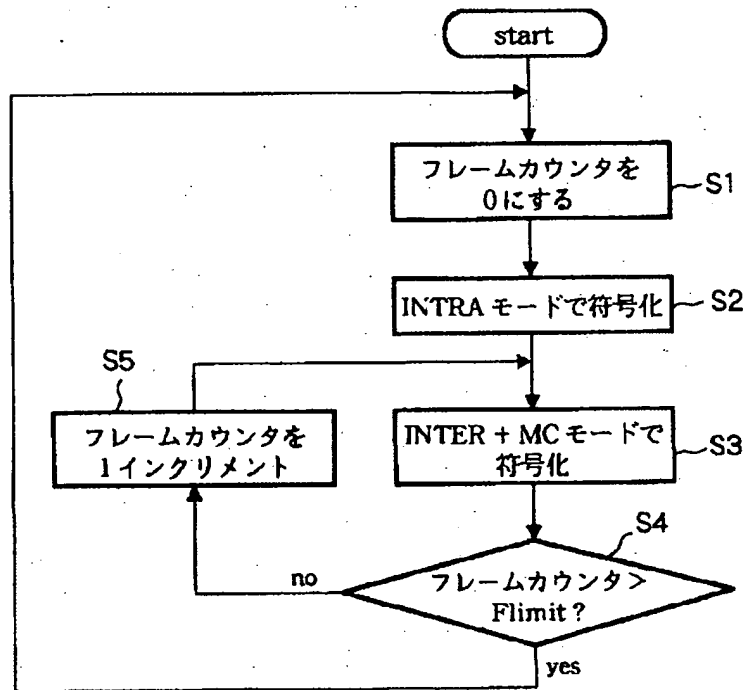 start
フレームカウンタを
0にする
S1
INTRA モードで符号化
S2
S5
フレームカウンタを
1インクリメント
INTER + MC モードで
符号化
S3
S4
フレームカウンタ>
Flimit?
no
yes